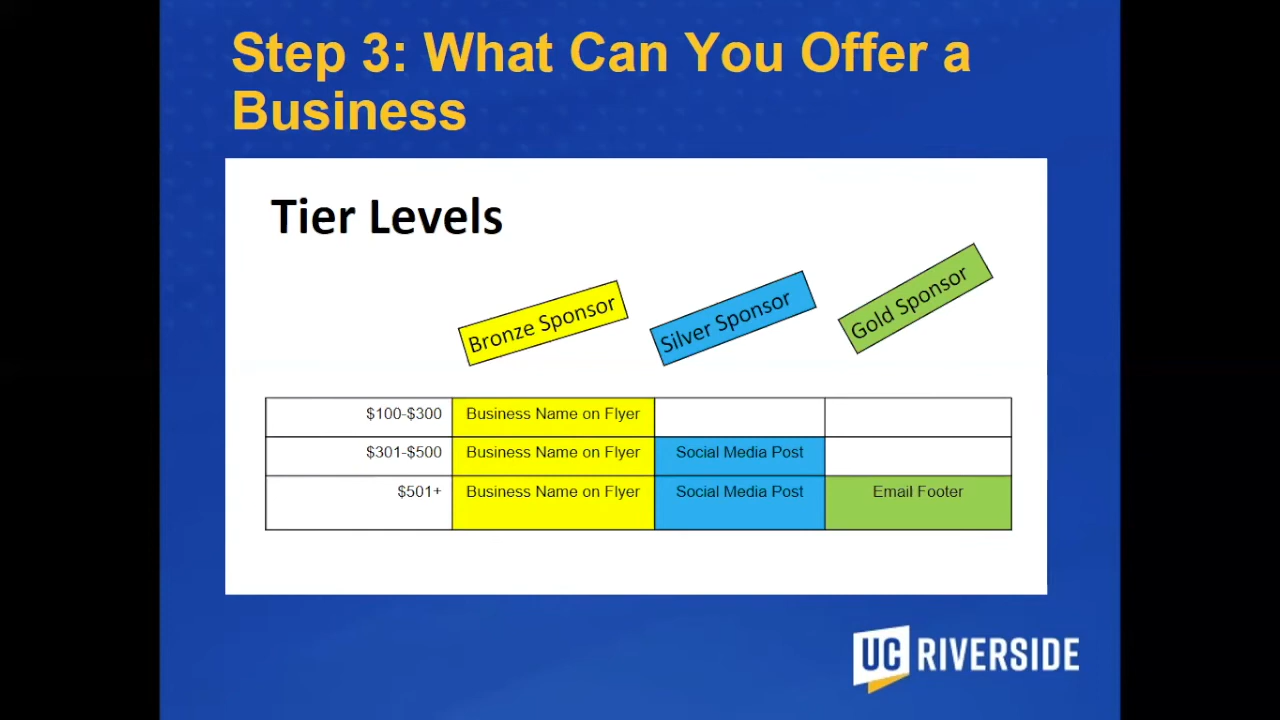 Step 3: What Can You Offer a
Business
Tier Levels
Bronze Sponsor
Silver Sponsor
Gold Sponsor
$100-$300 Business Name on Flyer
$301-$500 Business Name on Flyer Social Media Post
$501+ Business Name on Flyer Social Media Post Email Footer
UC RIVERSIDE